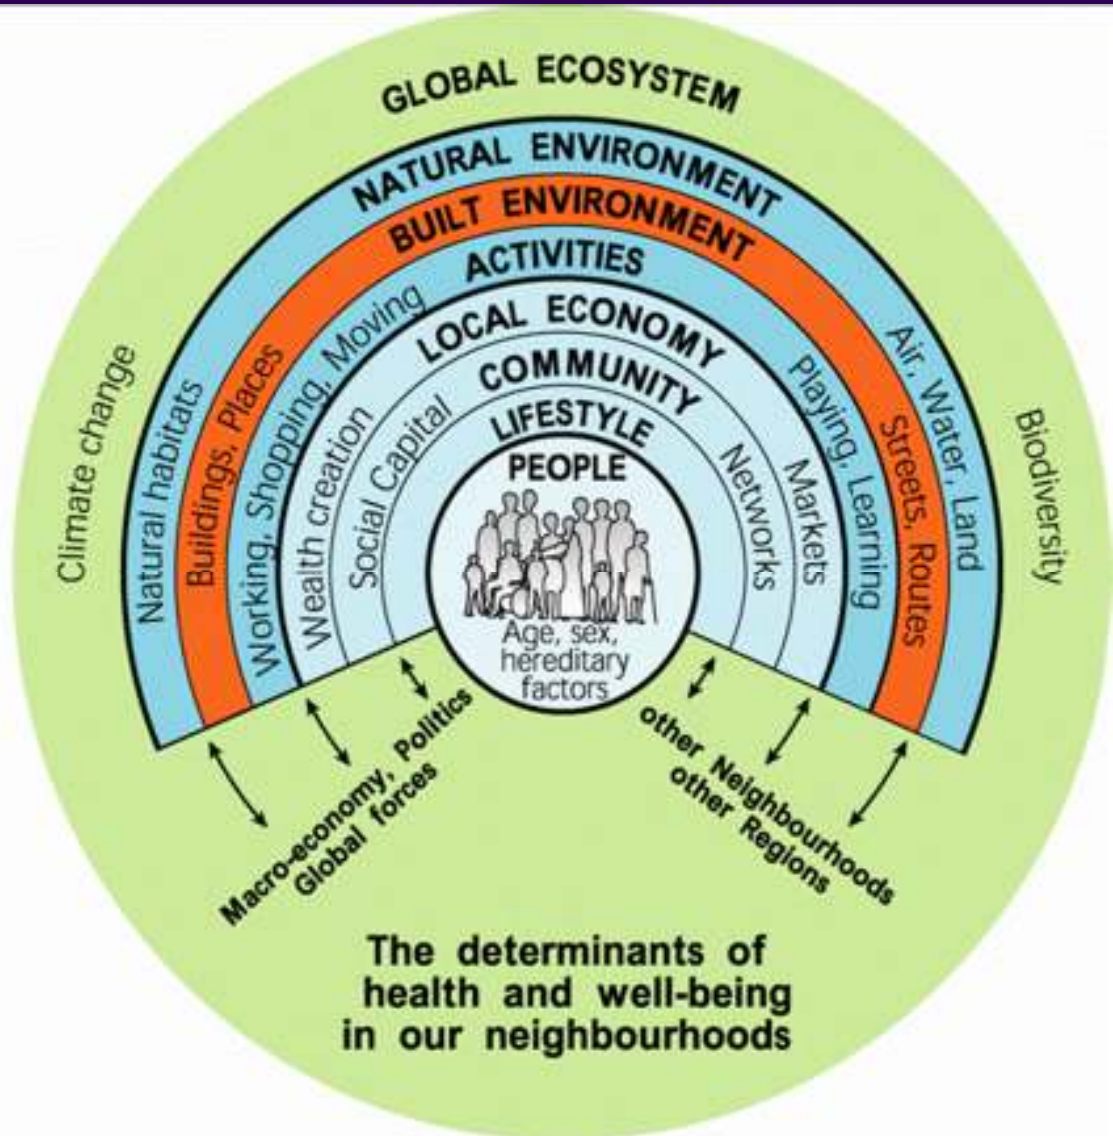 GLOBAL ECOSYSTEM
NATURAL ENVIRONMENT
BUILT ENVIRONMENT
ACTIVITIES
LOCAL ECONOMY
COMMUNITY
LIFESTYLE
PEOPLE
Age, sex,
hereditary
factors
Climate change
Natural habitats
Buildings, Places
Working, Shopping, Moving
Wealth creation
Social Capital
Networks
Markets
Playing, Learning
Streets, Routes
Air, Water, Land
Biodiversity
Macro-economy, Politics
Global forces
other Neighbourhoods
other Regions
The determinants of
health and well-being
in our neighbourhoods